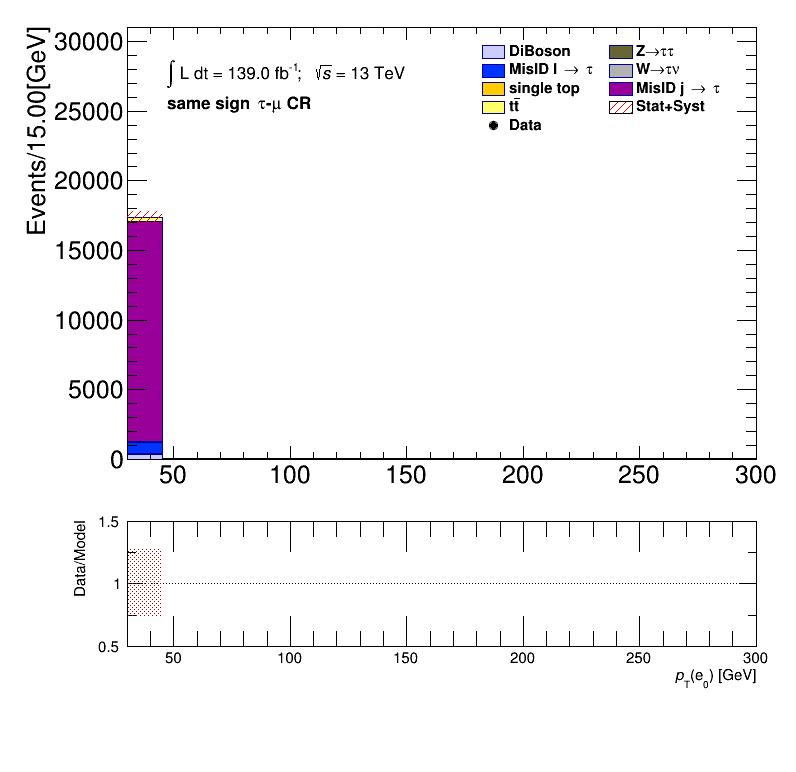 Events/15.00[GeV]
30000
25000
20000
15000
10000
5000
0
∫ L dt = 139.0 fb⁻¹; √s = 13 TeV
same sign τ-μ CR
DiBoson
MisID l → τ
single top
tt̄
Data
Z→ττ
W→τν
MisID j → τ
Stat+Syst
50 100 150 200 250 300
Data/Model
1.5
1
0.5
50 100 150 200 250 300
p_T(e_0) [GeV]